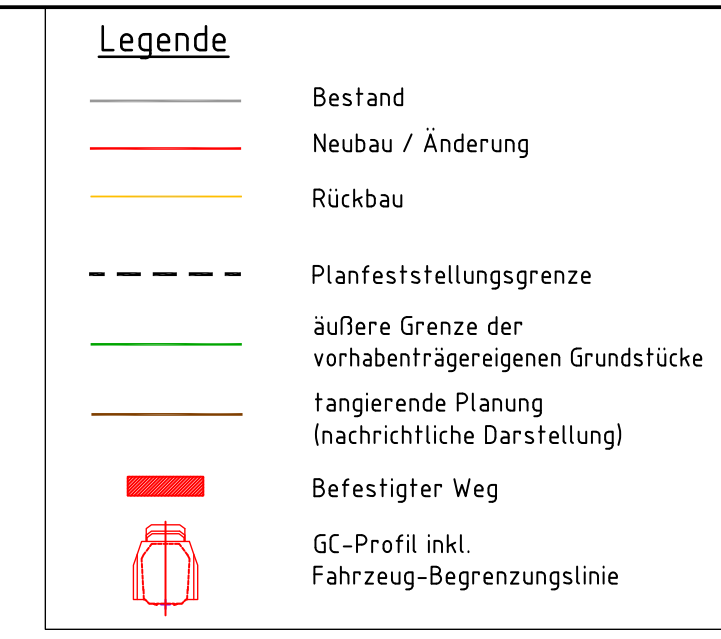 Legende
Bestand
Neubau / Änderung
Rückbau
Planfeststellungsgrenze
äußere Grenze der
vorhabenträgereigenen Grundstücke
tangierende Planung
(nachrichtliche Darstellung)
Befestigter Weg
GC-Profil inkl.
Fahrzeug-Begrenzungslinie